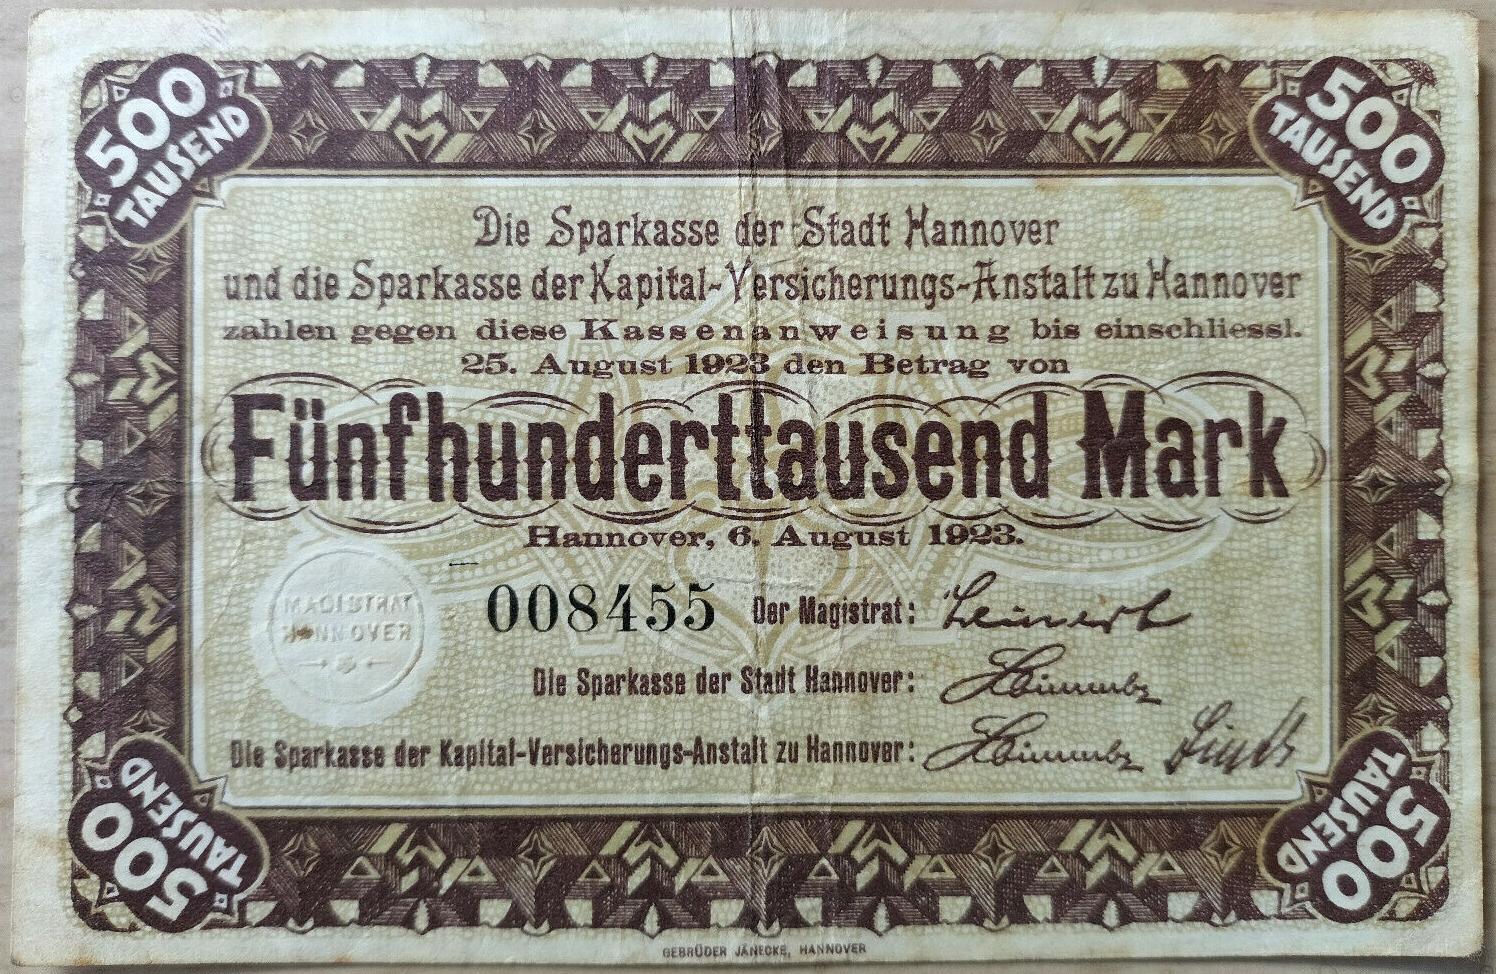 500
TAUSEND
500
TAUSEND
Die Sparkasse der Stadt Hannover
und die Sparkasse der Kapital-Versicherungs-Anstalt zu Hannover
zahlen gegen diese Kassenanweisung bis einschliessl.
25. August 1923 den Betrag von
Fünfhunderttausend Mark
Hannover, 6. August 1923.
MAGISTRAT
HANNOVER
008455 Der Magistrat: Leinert
Die Sparkasse der Stadt Hannover:
Die Sparkasse der Kapital-Versicherungs-Anstalt zu Hannover:
500
TAUSEND
500
TAUSEND
GEBRÜDER JÄNECKE, HANNOVER